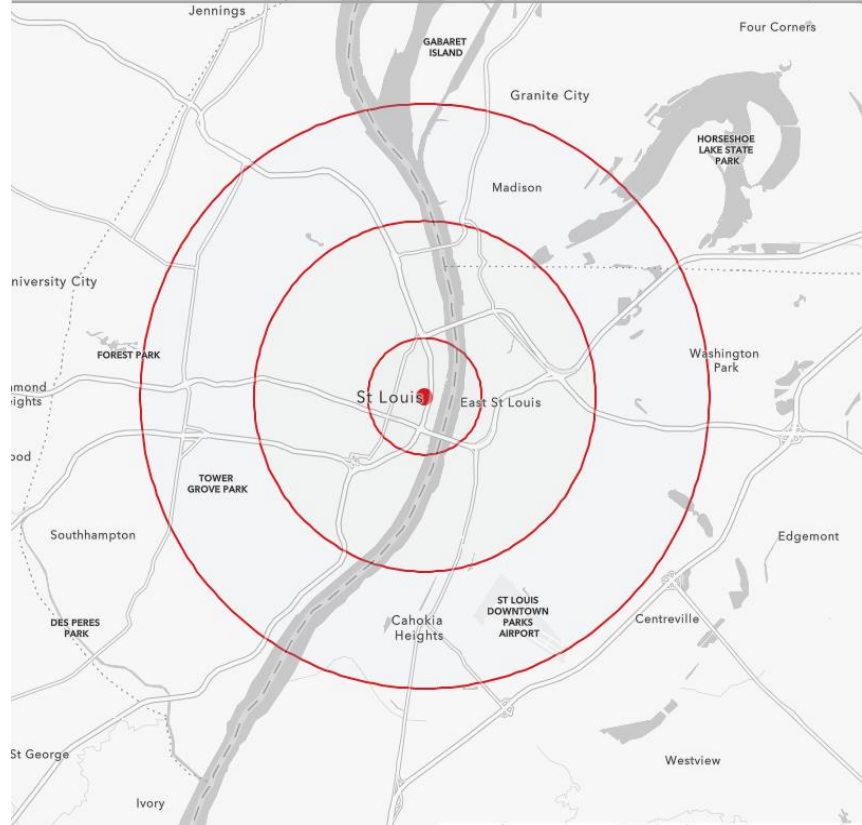 Jennings
Four Corners
GABARET
ISLAND
Granite City
HORSESHOE
LAKE STATE
PARK
Madison
niversity City
FOREST PARK
Washington
Park
mond
eights
St Louis
East St Louis
ood
TOWER
GROVE PARK
Southhampton
Edgemont
ST LOUIS
DOWNTOWN
PARKS
AIRPORT
DES PERES
PARK
Cahokia
Heights
Centreville
St George
Westview
Ivory